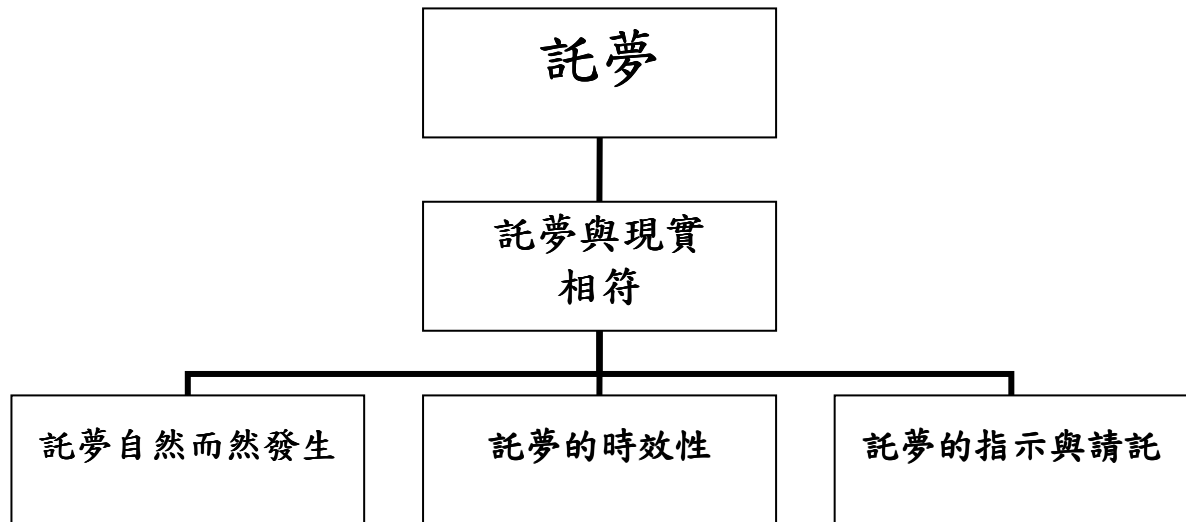 託夢
託夢與現實
相符
託夢自然而然發生
託夢的時效性
託夢的指示與請託